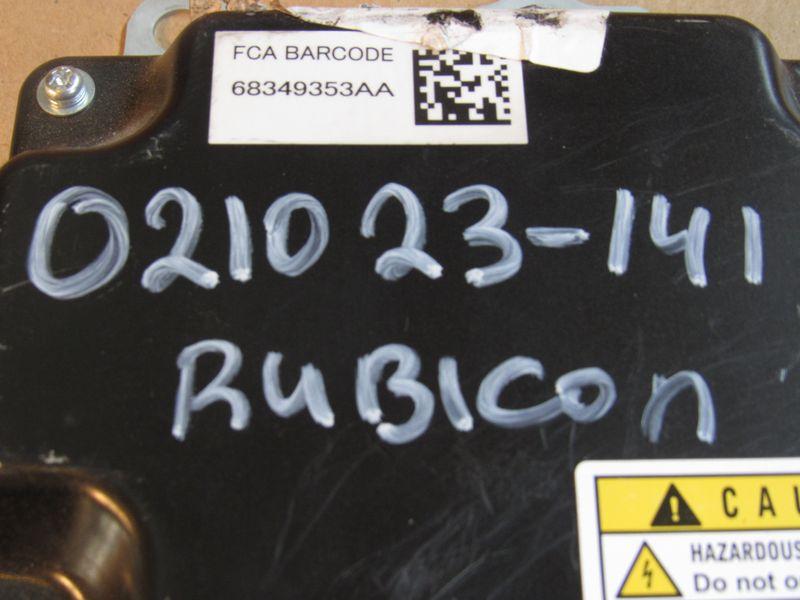 FCA BARCODE
68349353AA
021023-141
RUBICon
CAU
HAZARDOUS
Do not o